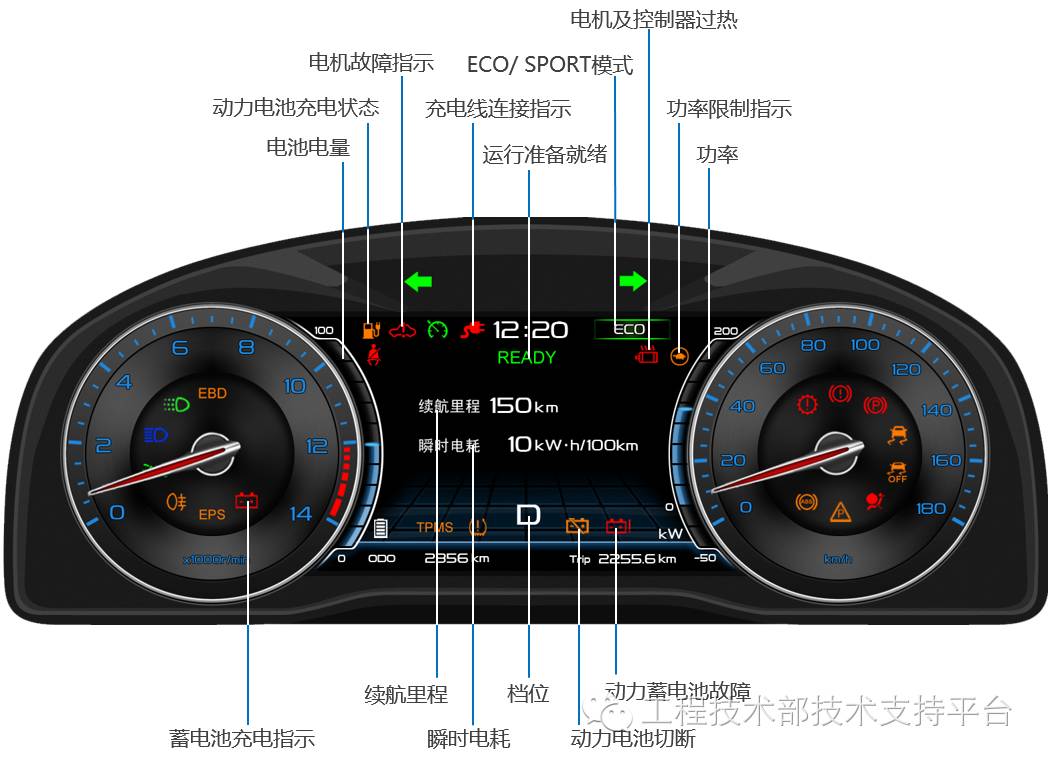 电机及控制器过热
电机故障指示
ECO/ SPORT模式
动力电池充电状态
充电线连接指示
功率限制指示
电池电量
运行准备就绪
功率
100
12:20
ECO
200
READY
6
8
4
10
EBD
2
12
0
EPS
14
x1000r/min
续航里程 150km
瞬时电耗 10kW·h/100km
80
100
60
120
40
140
20
160
OFF
ABS
P
0
180
km/h
D
TPMS
0
kW
0
ODO 2856 km
Trip 2255.6 km
-50
续航里程
档位
动力蓄电池故障
工程技术部技术支持平台
蓄电池充电指示
瞬时电耗
动力电池切断